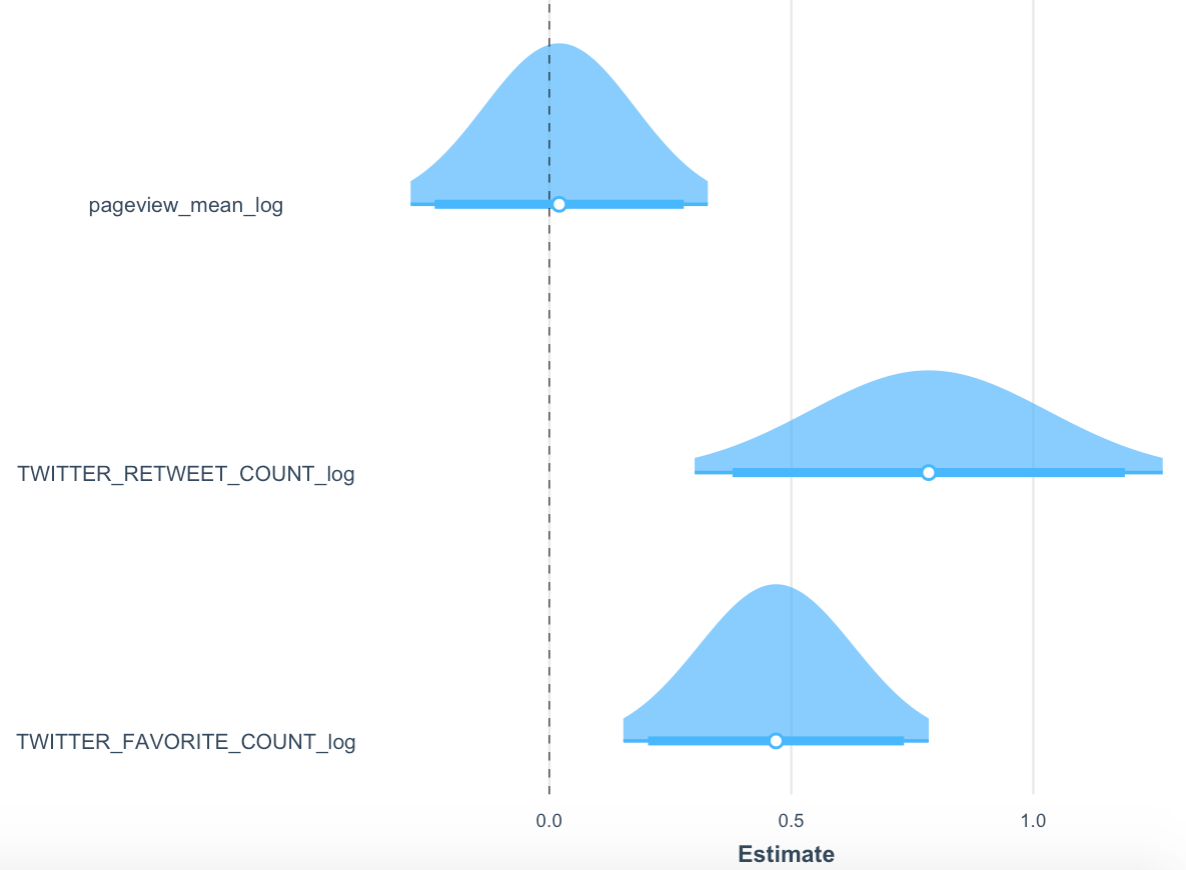 pageview_mean_log
TWITTER_RETWEET_COUNT_log
TWITTER_FAVORITE_COUNT_log
0.0 0.5 1.0
Estimate